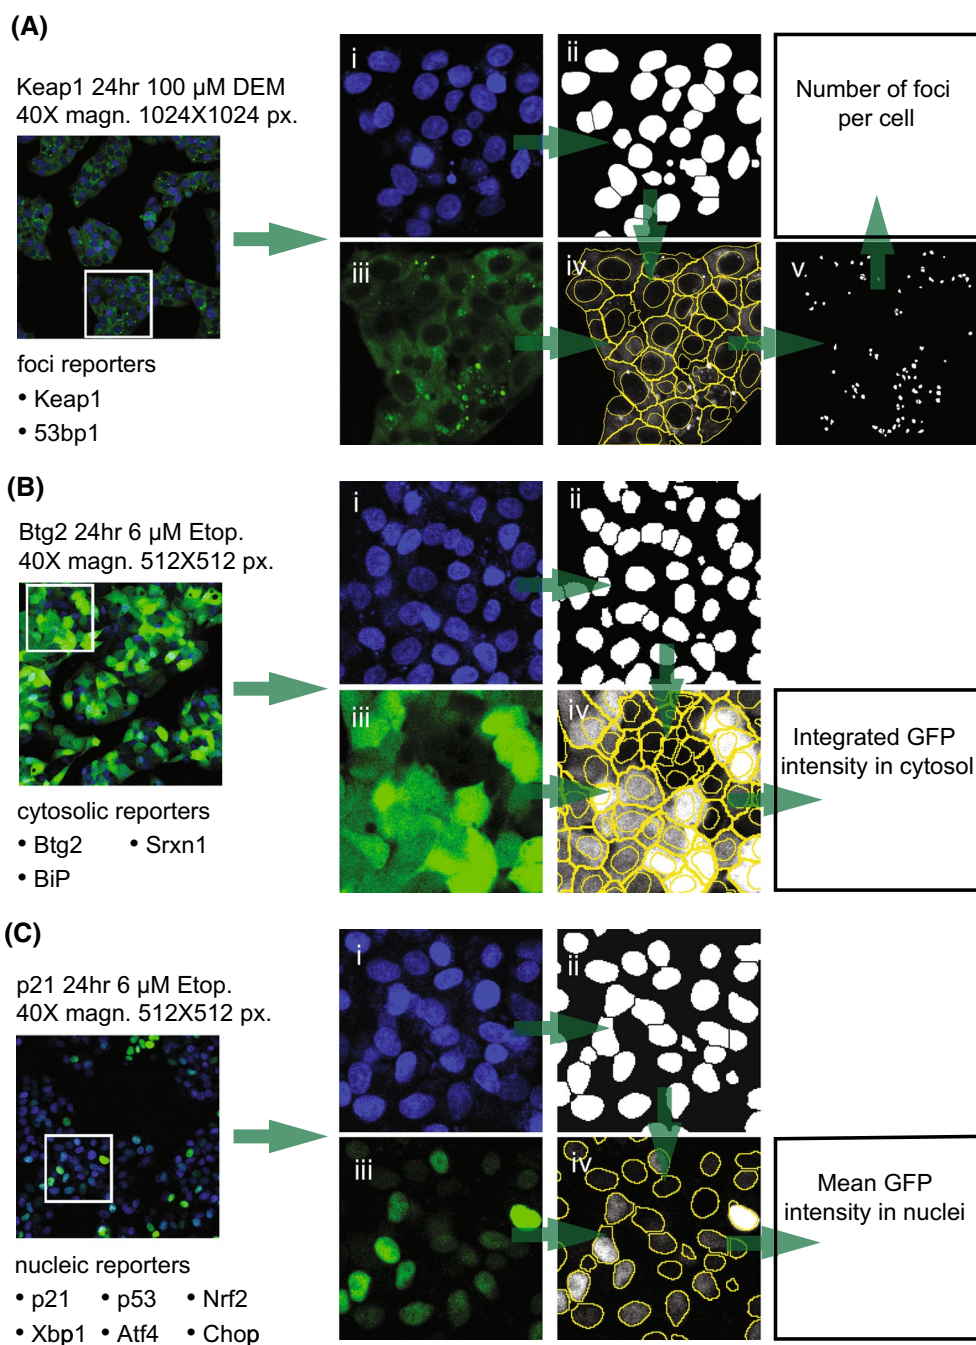 (A)
Keap1 24hr 100 µM DEM
40X magn. 1024X1024 px.
foci reporters
• Keap1
• 53bp1
i
ii
iii
iv
v
Number of foci
per cell
(B)
Btg2 24hr 6 µM Etop.
40X magn. 512X512 px.
cytosolic reporters
• Btg2 • Srxn1
• BiP
i
ii
iii
iv
Integrated GFP
intensity in cytosol
(C)
p21 24hr 6 µM Etop.
40X magn. 512X512 px.
nucleic reporters
• p21 • p53 • Nrf2
• Xbp1 • Atf4 • Chop
i
ii
iii
iv
Mean GFP
intensity in nuclei